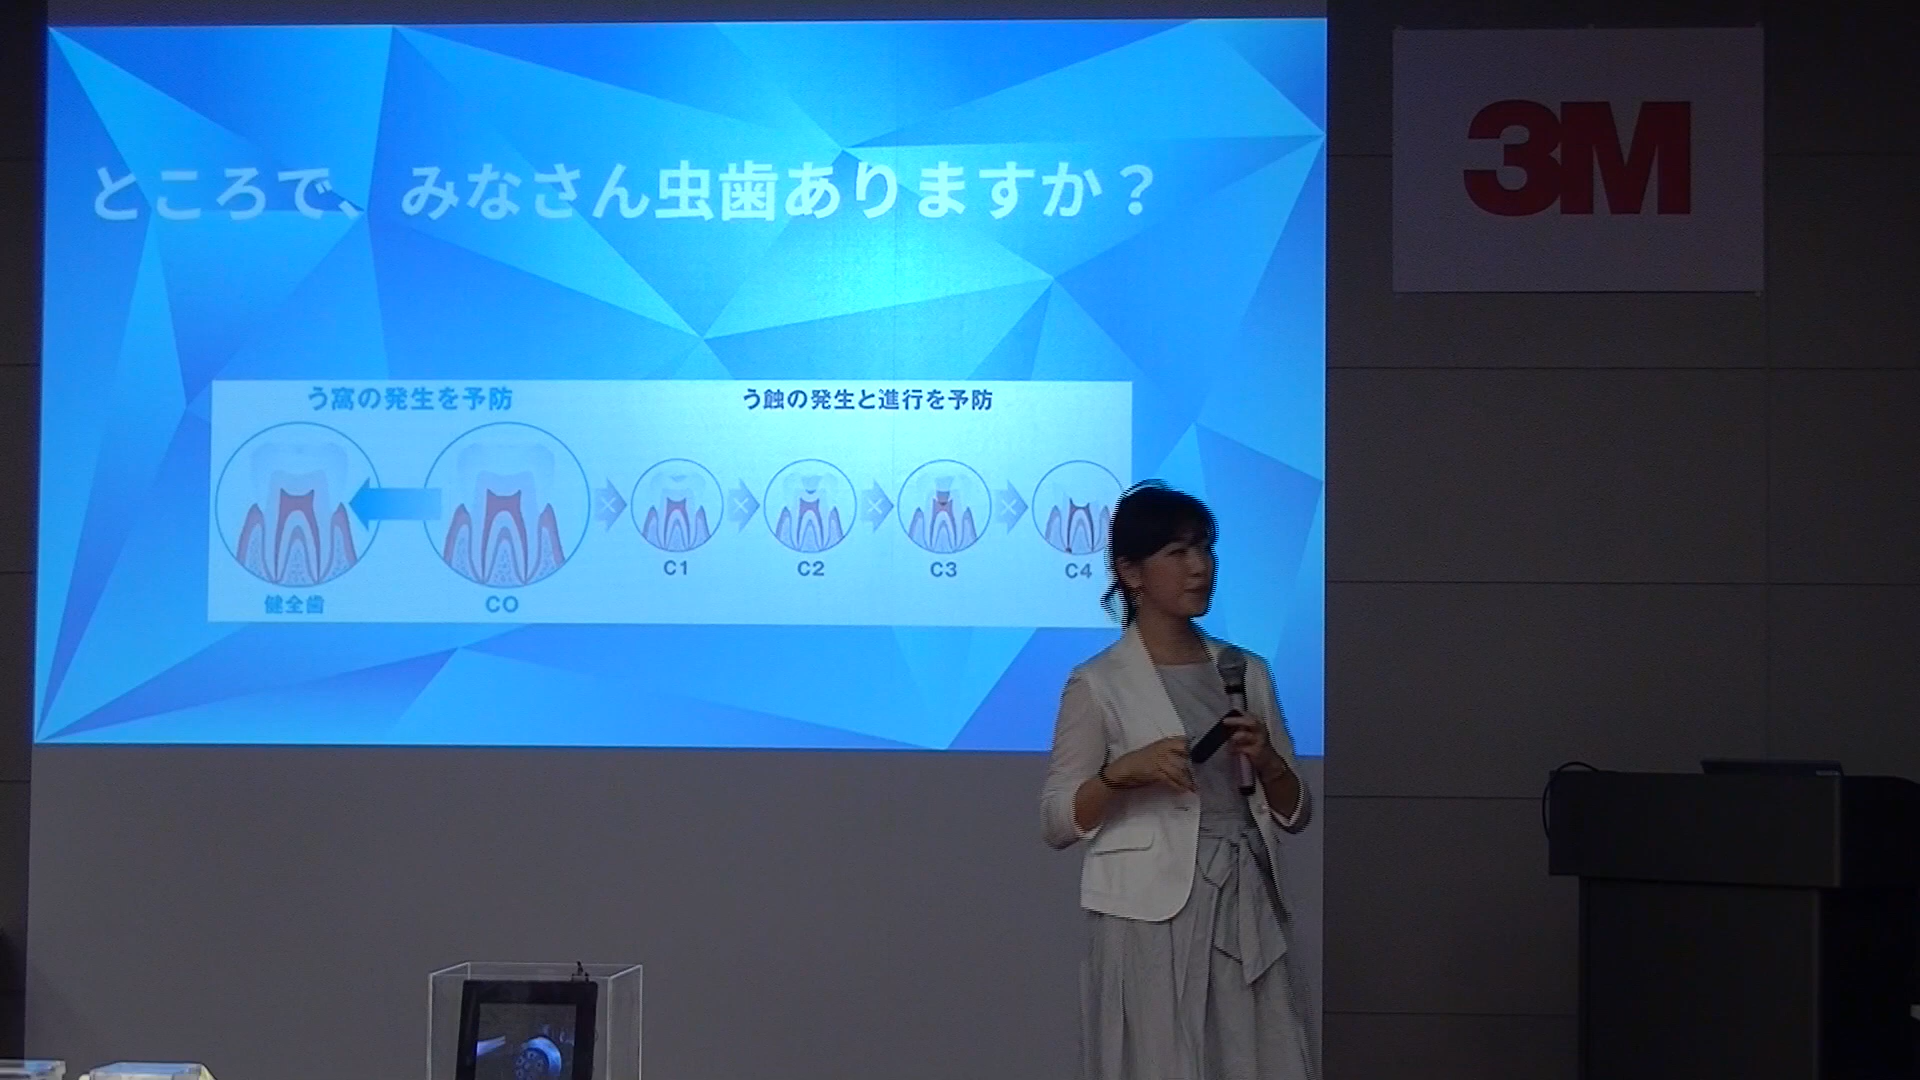 ところで、みなさん虫歯ありますか？
3M
う窩の発生を予防
う蝕の発生と進行を予防
健全歯
CO
C1
C2
C3
C4